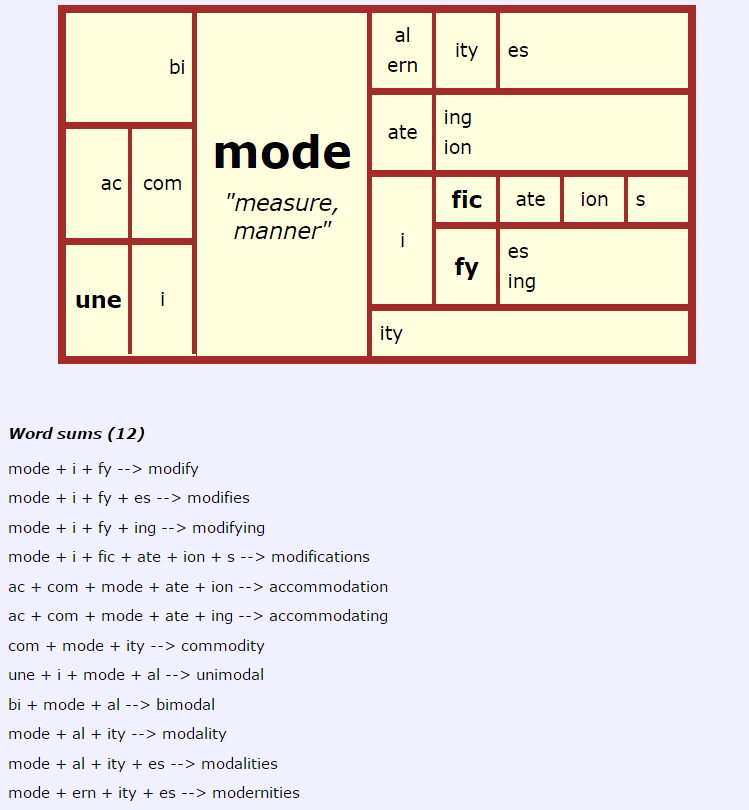 bi
ac com
une i
mode
"measure,
manner"
al
ern
ity
es
ate
ing
ion
i
fic ate ion s
fy
es
ing
ity
Word sums (12)
mode + i + fy --> modify
mode + i + fy + es --> modifies
mode + i + fy + ing --> modifying
mode + i + fic + ate + ion + s --> modifications
ac + com + mode + ate + ion --> accommodation
ac + com + mode + ate + ing --> accommodating
com + mode + ity --> commodity
une + i + mode + al --> unimodal
bi + mode + al --> bimodal
mode + al + ity --> modality
mode + al + ity + es --> modalities
mode + ern + ity + es --> modernities